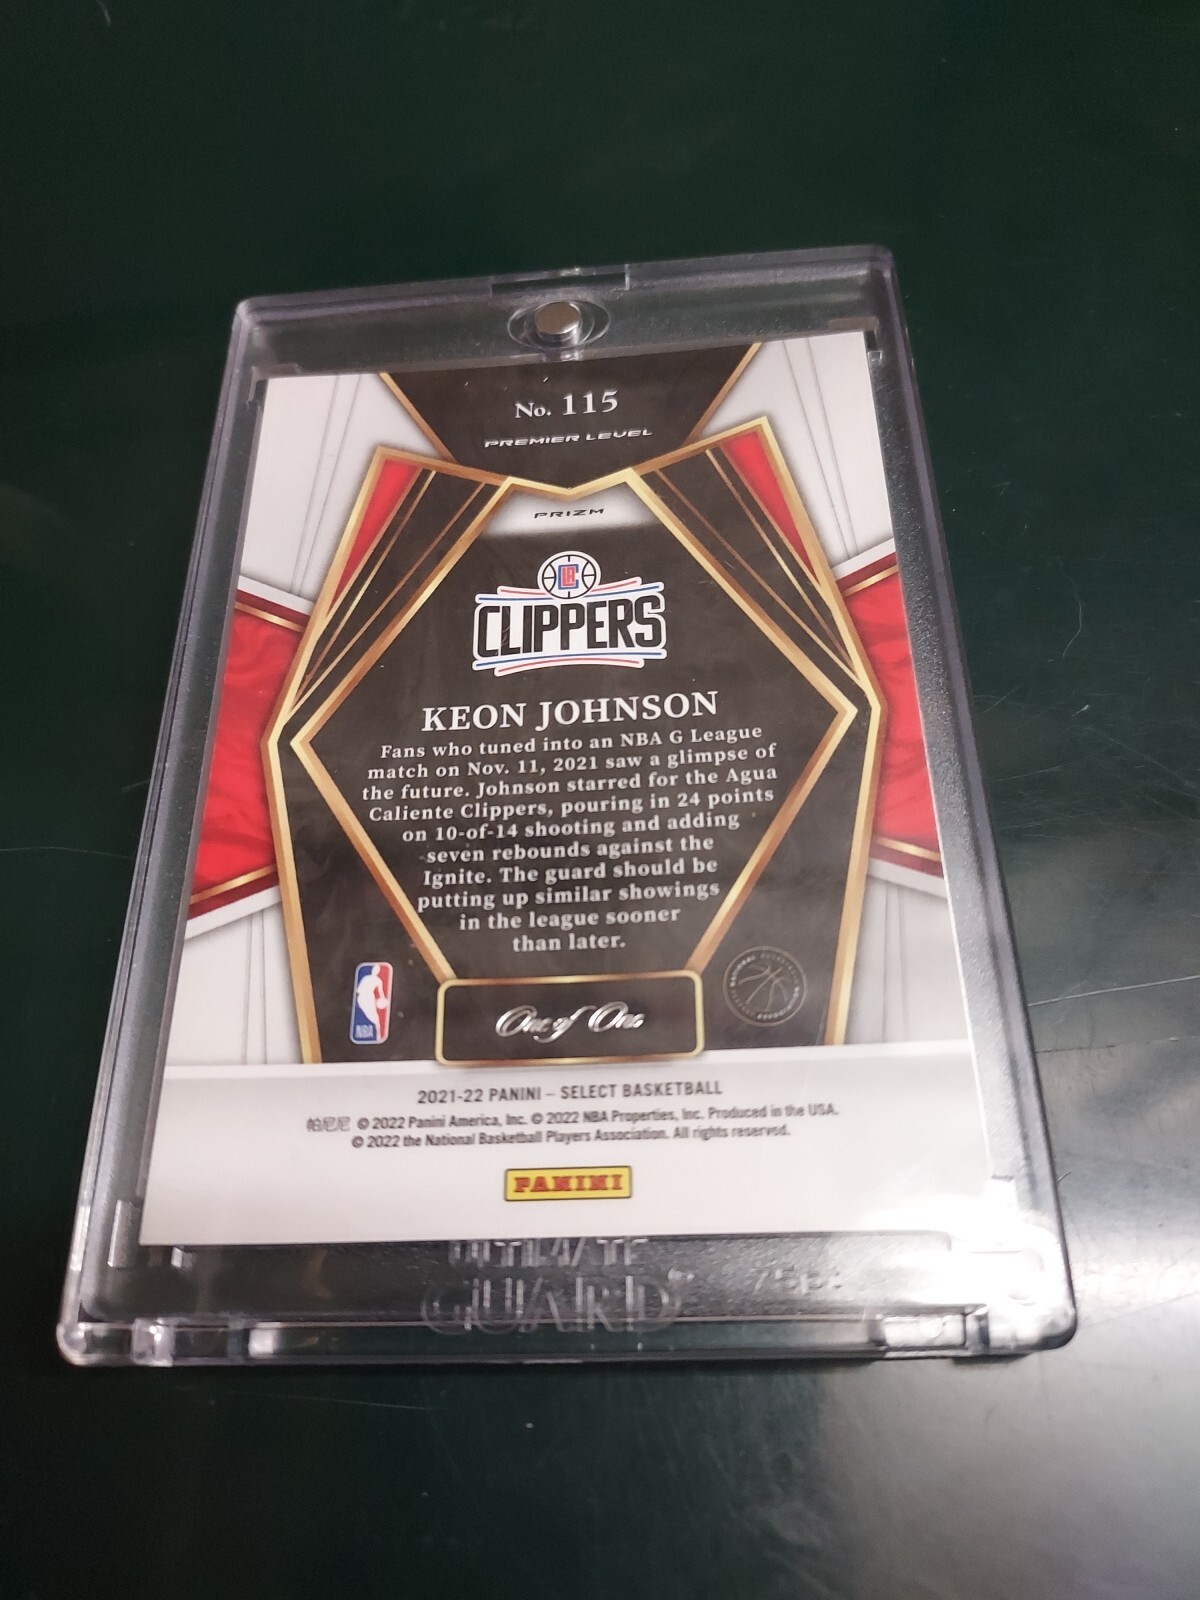 No. 115
PREMIER LEVEL
PRIZM
LA
CLIPPERS
KEON JOHNSON
Fans who tuned into an NBA G League
match on Nov. 11, 2021 saw a glimpse of
the future. Johnson starred for the Agua
Caliente Clippers, pouring in 24 points
on 10-of-14 shooting and adding
seven rebounds against the
Ignite. The guard should be
putting up similar showings
in the league sooner
than later.
NBA
One of One
2021-22 PANINI – SELECT BASKETBALL
帕尼尼 © 2022 Panini America, Inc. © 2022 NBA Properties, Inc. Produced in the USA.
© 2022 the National Basketball Players Association. All rights reserved.
PANINI
ULTIMATE
GUARD